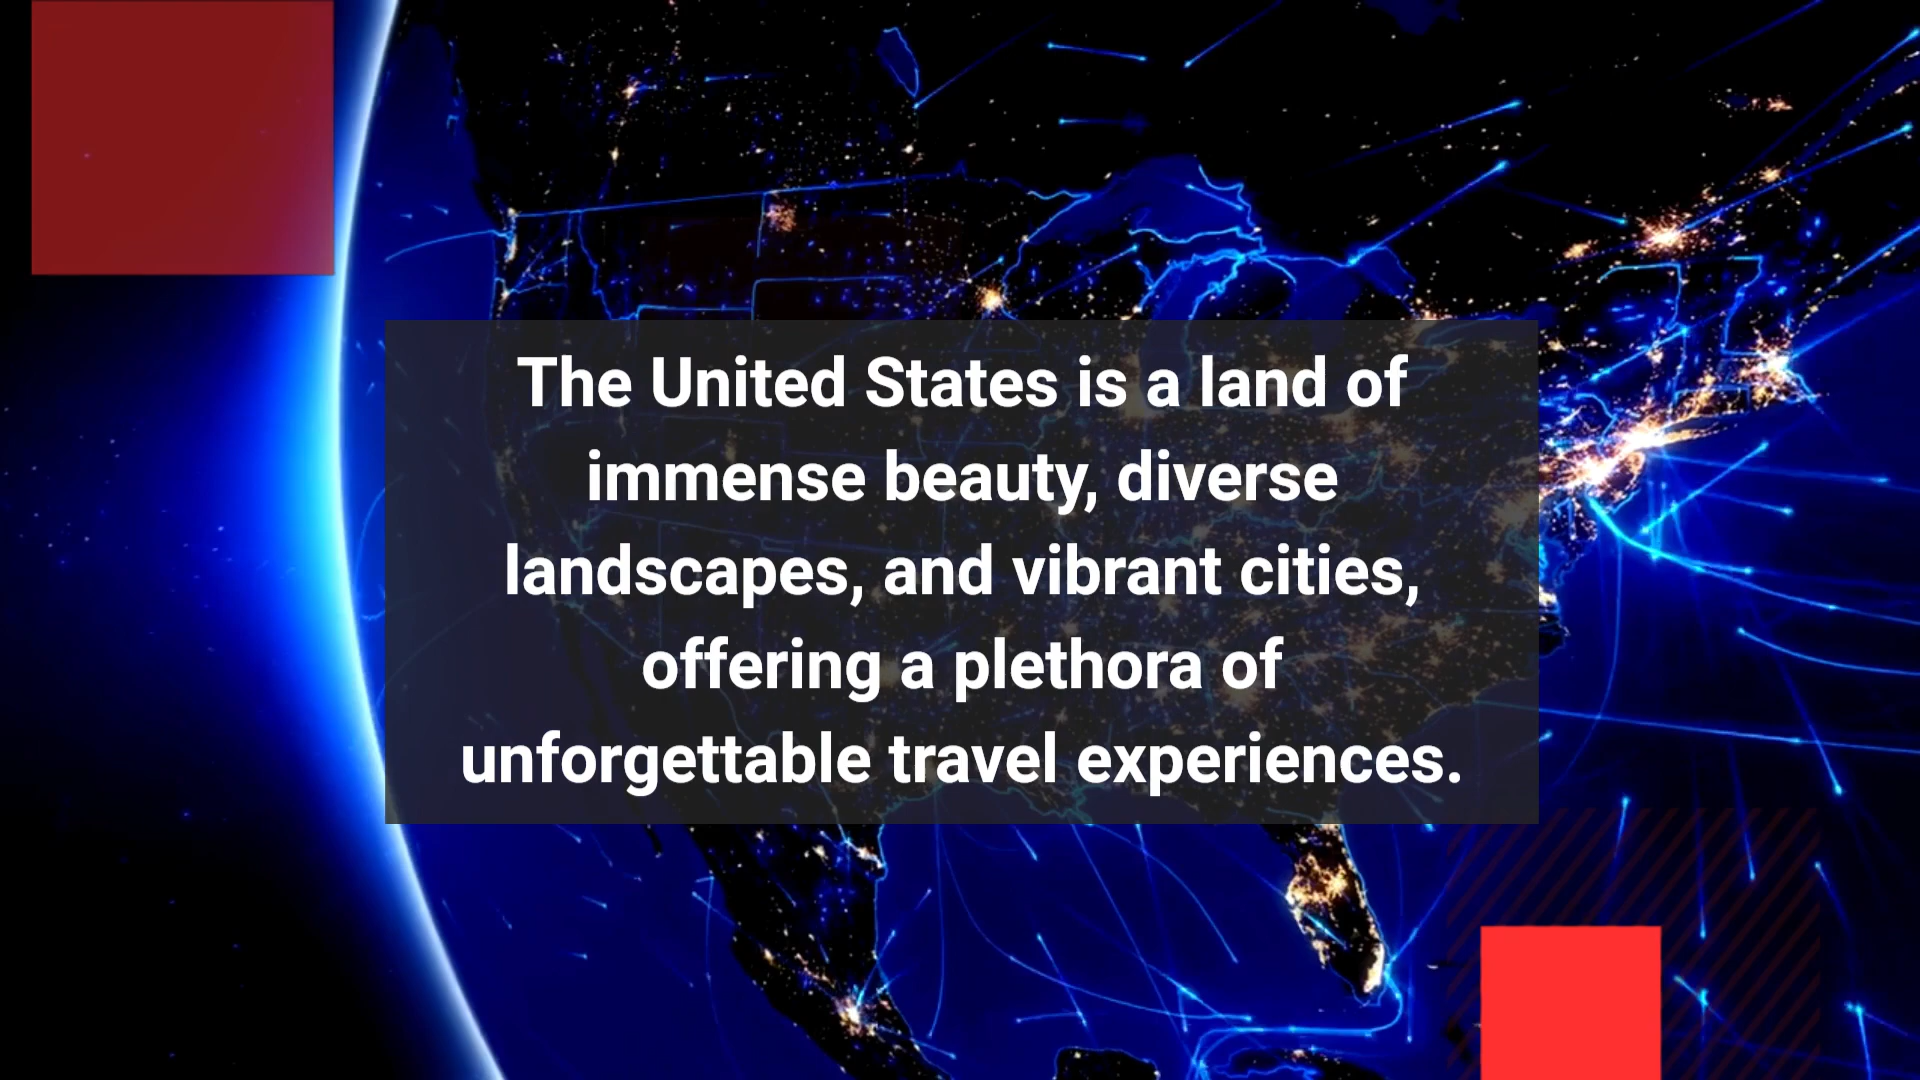 The United States is a land of
immense beauty, diverse
landscapes, and vibrant cities,
offering a plethora of
unforgettable travel experiences.